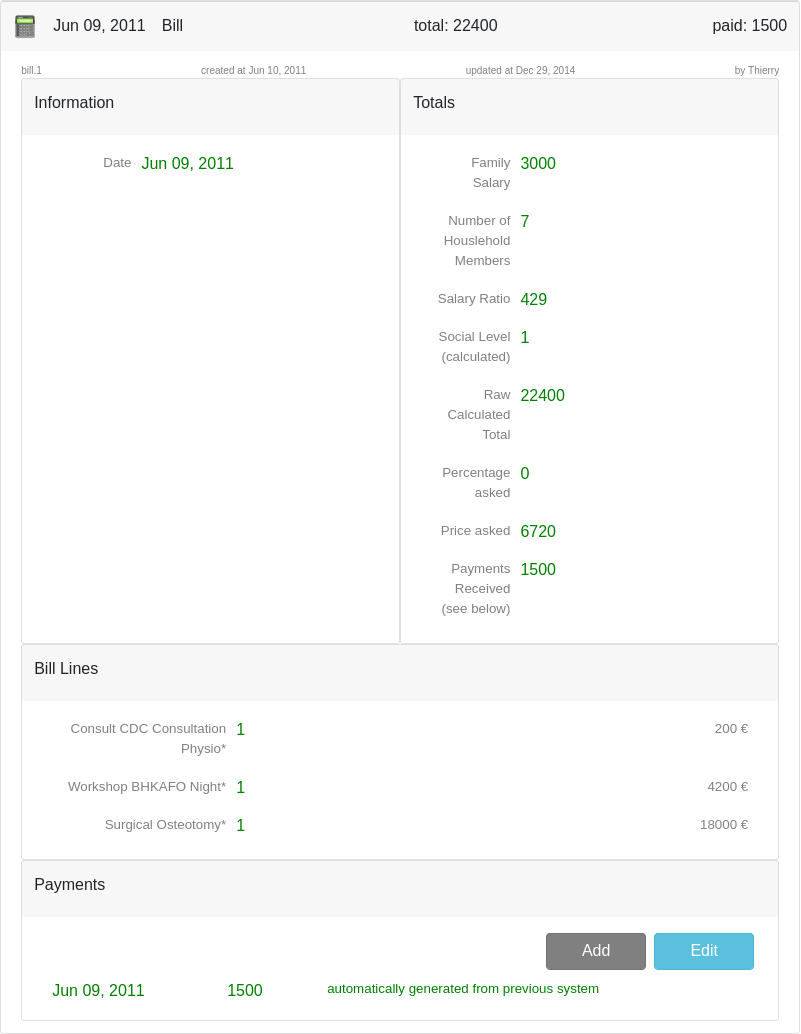 Jun 09, 2011 Bill total: 22400 paid: 1500
bill.1 created at Jun 10, 2011 updated at Dec 29, 2014 by Thierry
Information
Date Jun 09, 2011
Totals
Family 3000
Salary
Number of 7
Houslehold
Members
Salary Ratio 429
Social Level 1
(calculated)
Raw 22400
Calculated
Total
Percentage 0
asked
Price asked 6720
Payments 1500
Received
(see below)
Bill Lines
Consult CDC Consultation 1 200 €
Physio*
Workshop BHKAFO Night* 1 4200 €
Surgical Osteotomy* 1 18000 €
Payments
Add Edit
Jun 09, 2011 1500 automatically generated from previous system